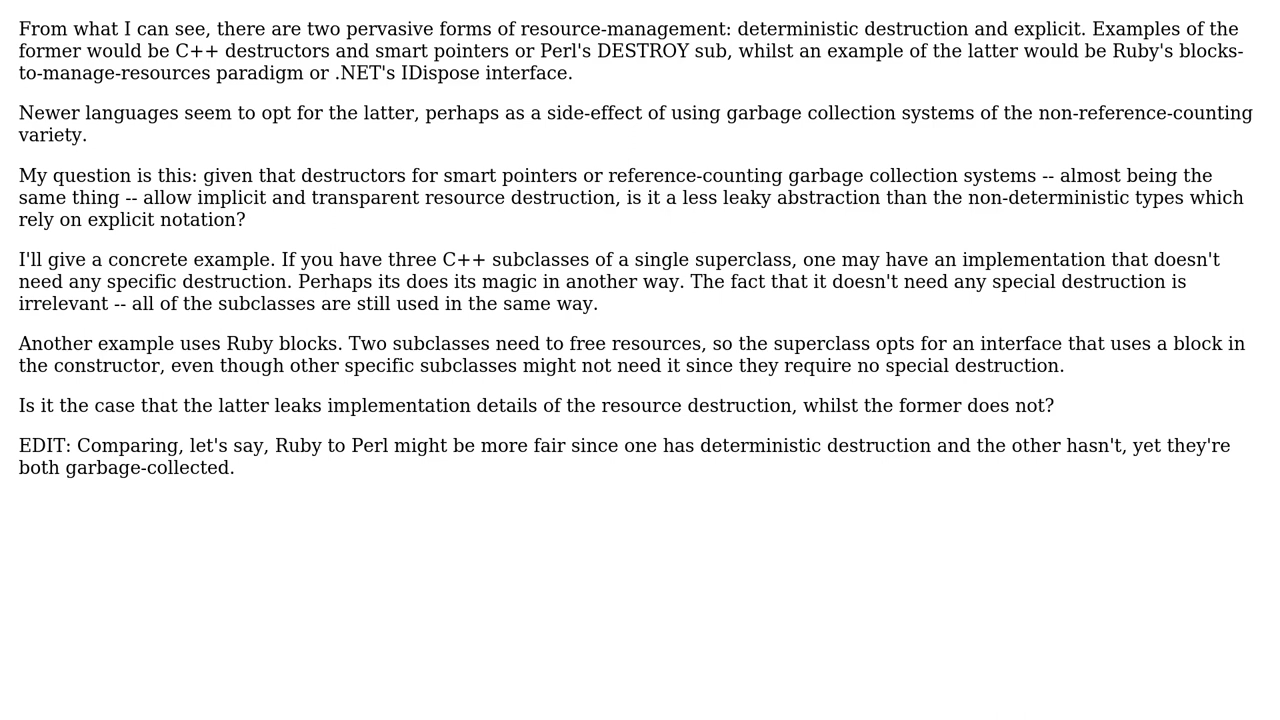 From what I can see, there are two pervasive forms of resource-management: deterministic destruction and explicit. Examples of the
former would be C++ destructors and smart pointers or Perl's DESTROY sub, whilst an example of the latter would be Ruby's blocks-
to-manage-resources paradigm or .NET's IDispose interface.
Newer languages seem to opt for the latter, perhaps as a side-effect of using garbage collection systems of the non-reference-counting
variety.
My question is this: given that destructors for smart pointers or reference-counting garbage collection systems -- almost being the
same thing -- allow implicit and transparent resource destruction, is it a less leaky abstraction than the non-deterministic types which
rely on explicit notation?
I'll give a concrete example. If you have three C++ subclasses of a single superclass, one may have an implementation that doesn't
need any specific destruction. Perhaps its does its magic in another way. The fact that it doesn't need any special destruction is
irrelevant -- all of the subclasses are still used in the same way.
Another example uses Ruby blocks. Two subclasses need to free resources, so the superclass opts for an interface that uses a block in
the constructor, even though other specific subclasses might not need it since they require no special destruction.
Is it the case that the latter leaks implementation details of the resource destruction, whilst the former does not?
EDIT: Comparing, let's say, Ruby to Perl might be more fair since one has deterministic destruction and the other hasn't, yet they're
both garbage-collected.